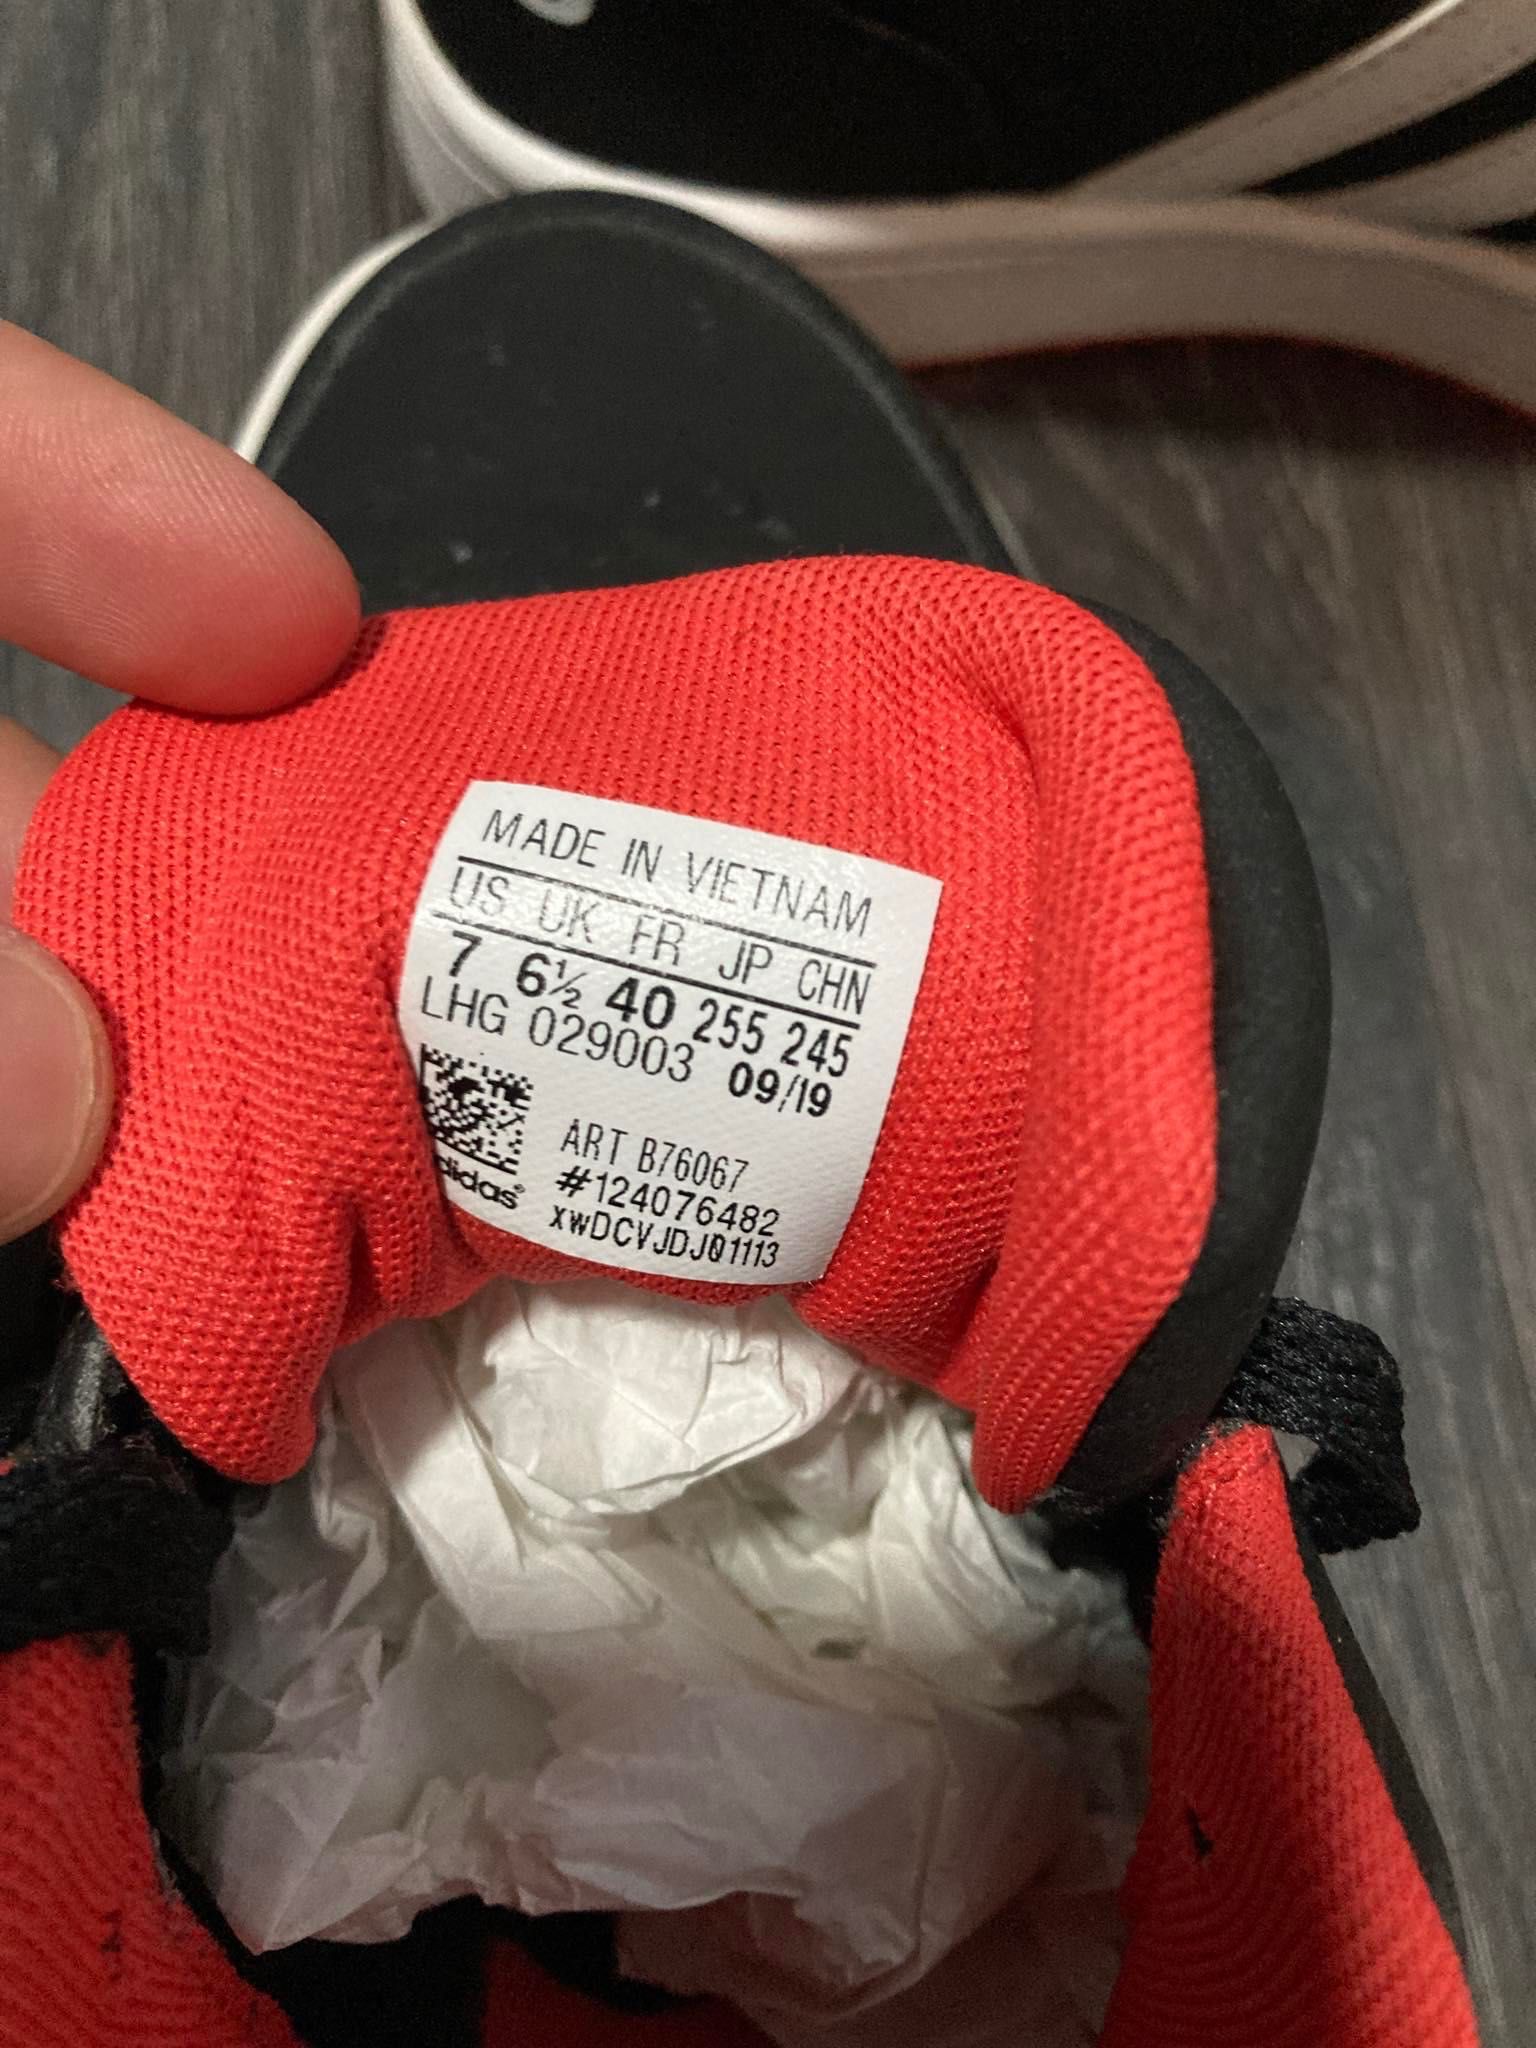 MADE IN VIETNAM
US UK FR JP CHN
7 6½ 40 255 245
LHG 029003 09/19
ART B76067
#124076482
xwDCVJDJ01113
adidas®